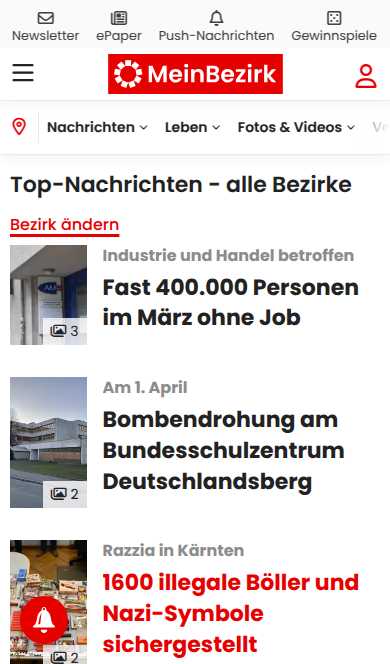 Newsletter ePaper Push-Nachrichten Gewinnspiele
MeinBezirk
Nachrichten Leben Fotos & Videos
Top-Nachrichten - alle Bezirke
Bezirk ändern
Industrie und Handel betroffen
Fast 400.000 Personen
im März ohne Job
3
Am 1. April
Bombendrohung am
Bundesschulzentrum
Deutschlandsberg
2
Razzia in Kärnten
1600 illegale Böller und
Nazi-Symbole
sichergestellt
2